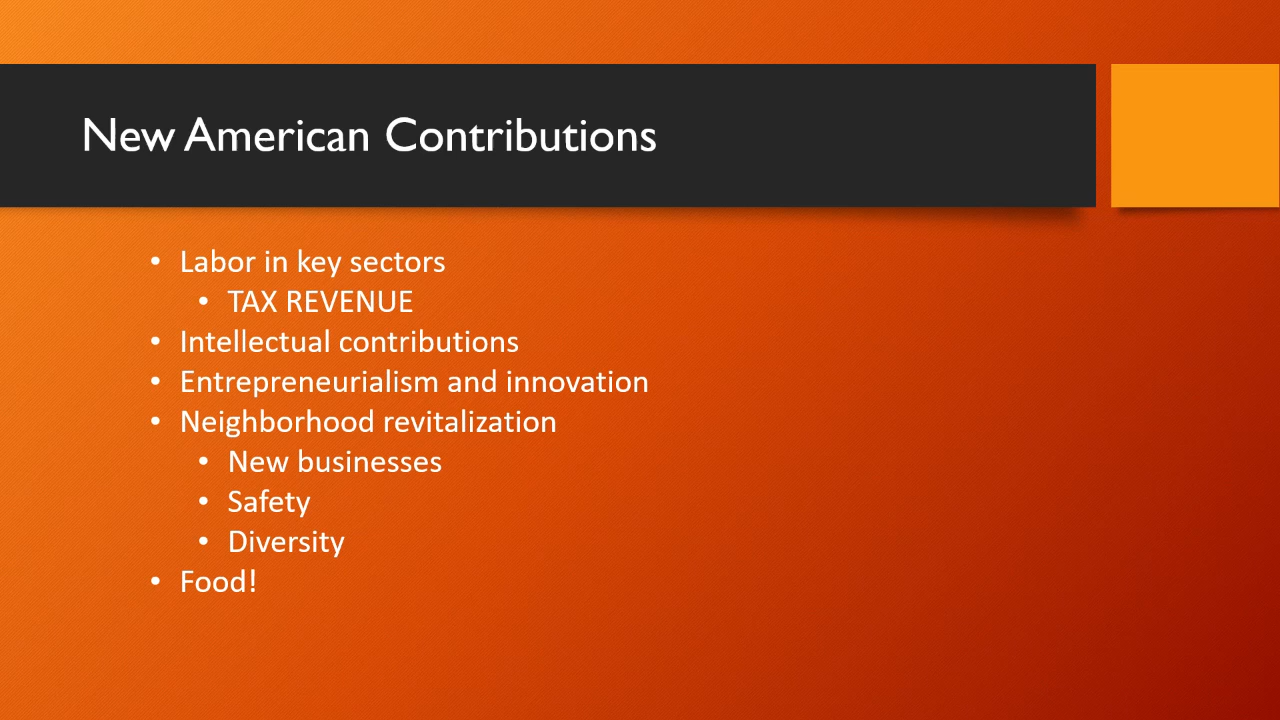 New American Contributions
• Labor in key sectors
• TAX REVENUE
• Intellectual contributions
• Entrepreneurialism and innovation
• Neighborhood revitalization
• New businesses
• Safety
• Diversity
• Food!